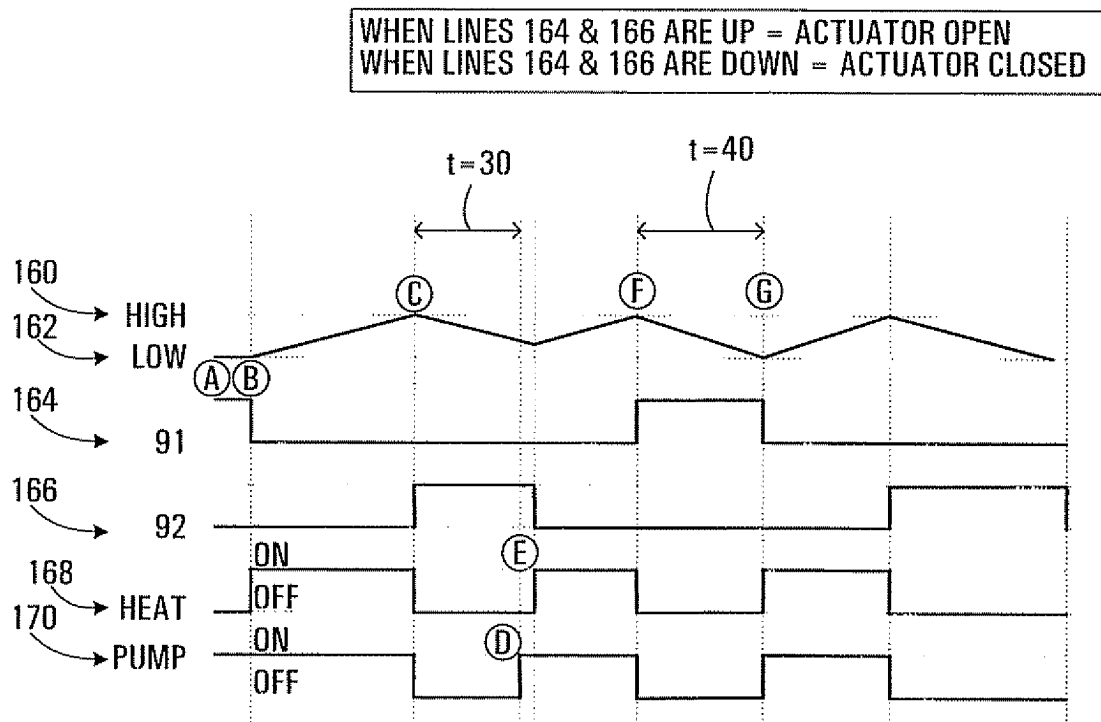 WHEN LINES 164 & 166 ARE UP = ACTUATOR OPEN
WHEN LINES 164 & 166 ARE DOWN = ACTUATOR CLOSED
t=30
t=40
160
HIGH
C
F
G
162
LOW
A
B
164
91
166
92
E
168
HEAT
ON
OFF
170
PUMP
ON
OFF
D